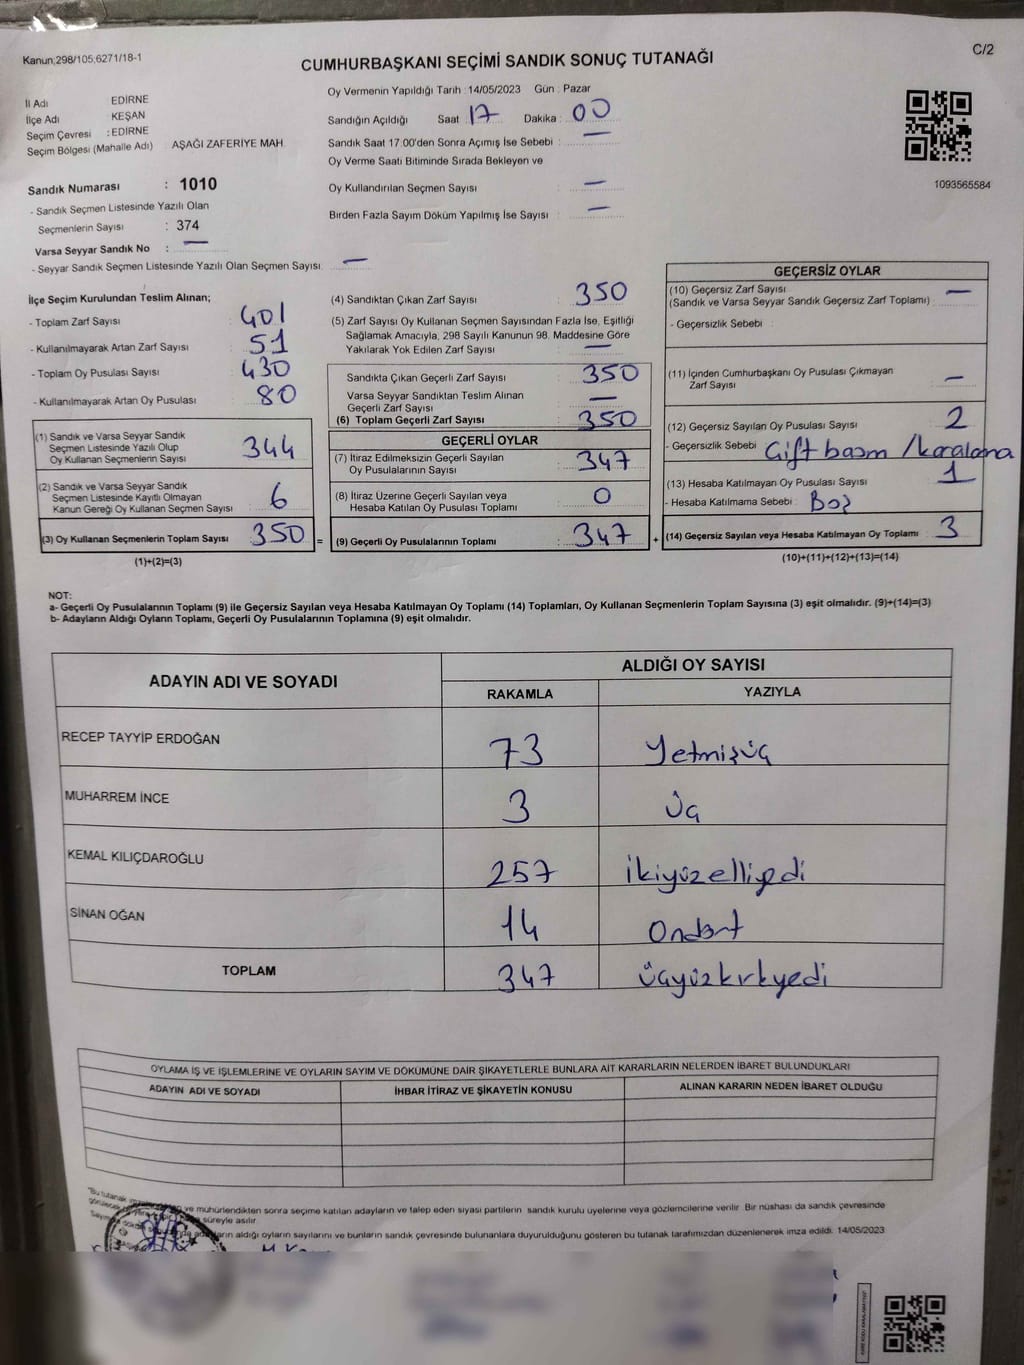 Kanun;298/105,6271/18-1
C/2
CUMHURBAŞKANI SEÇİMİ SANDIK SONUÇ TUTANAĞI
İl Adı EDİRNE
İlçe Adı KEŞAN
Seçim Çevresi : EDİRNE
Seçim Bölgesi (Mahalle Adı) AŞAĞI ZAFERİYE MAH
Sandık Numarası : 1010
- Sandık Seçmen Listesinde Yazılı Olan
Seçmenlerin Sayısı : 374
Varsa Seyyar Sandık No : —
- Seyyar Sandık Seçmen Listesinde Yazılı Olan Seçmen Sayısı: —
Oy Vermenin Yapıldığı Tarih : 14/05/2023 Gün : Pazar
Sandığın Açıldığı Saat : 17 Dakika : 00
Sandık Saat 17.00'den Sonra Açımış İse Sebebi : —
Oy Verme Saati Bitiminde Sırada Bekleyen ve
Oy Kullandırılan Seçmen Sayısı —
Birden Fazla Sayım Döküm Yapılmış İse Sayısı —
1093565584
İlçe Seçim Kurulundan Teslim Alınan;
- Toplam Zarf Sayısı : 401
- Kullanılmayarak Artan Zarf Sayısı : 51
- Toplam Oy Pusulası Sayısı : 430
- Kullanılmayarak Artan Oy Pusulası : 80
(1) Sandık ve Varsa Seyyar Sandık
Seçmen Listesinde Yazılı Olup
Oy Kullanan Seçmenlerin Sayısı : 344
(2) Sandık ve Varsa Seyyar Sandık
Seçmen Listesinde Kayıtlı Olmayan
Kanun Gereği Oy Kullanan Seçmen Sayısı : 6
(3) Oy Kullanan Seçmenlerin Toplam Sayısı : 350 =
(1)+(2)=(3)
(4) Sandıktan Çıkan Zarf Sayısı : 350
(5) Zarf Sayısı Oy Kullanan Seçmen Sayısından Fazla İse, Eşitliği
Sağlamak Amacıyla, 298 Sayılı Kanunun 98. Maddesine Göre
Yakılarak Yok Edilen Zarf Sayısı : —
Sandıkta Çıkan Geçerli Zarf Sayısı : 350
Varsa Seyyar Sandıktan Teslim Alınan
Geçerli Zarf Sayısı : —
(6) Toplam Geçerli Zarf Sayısı : 350
GEÇERLİ OYLAR
(7) İtiraz Edilmeksizin Geçerli Sayılan
Oy Pusulalarının Sayısı : 347
(8) İtiraz Üzerine Geçerli Sayılan veya
Hesaba Katılan Oy Pusulası Toplamı : 0
(9) Geçerli Oy Pusulalarının Toplamı : 347 +
GEÇERSİZ OYLAR
(10) Geçersiz Zarf Sayısı —
(Sandık ve Varsa Seyyar Sandık Geçersiz Zarf Toplamı) :
- Geçersizlik Sebebi :
(11) İçinden Cumhurbaşkanı Oy Pusulası Çıkmayan
Zarf Sayısı : —
(12) Geçersiz Sayılan Oy Pusulası Sayısı : 2
- Geçersizlik Sebebi : Çift basım / karalama
(13) Hesaba Katılmayan Oy Pusulası Sayısı : 1
- Hesaba Katılmama Sebebi : Boş
(14) Geçersiz Sayılan veya Hesaba Katılmayan Oy Toplamı : 3
(10)+(11)+(12)+(13)=(14)
NOT:
a- Geçerli Oy Pusulalarının Toplamı (9) ile Geçersiz Sayılan veya Hesaba Katılmayan Oy Toplamı (14) Toplamları, Oy Kullanan Seçmenlerin Toplam Sayısına (3) eşit olmalıdır. (9)+(14)=(3)
b- Adayların Aldığı Oyların Toplamı, Geçerli Oy Pusulalarının Toplamına (9) eşit olmalıdır.
ADAYIN ADI VE SOYADI
ALDIĞI OY SAYISI
RAKAMLA YAZIYLA
RECEP TAYYİP ERDOĞAN 73 Yetmişüç
MUHARREM İNCE 3 Üç
KEMAL KILIÇDAROĞLU 257 İkiyüzelliyedi
SİNAN OĞAN 14 Ondört
TOPLAM 347 Üçyüzkırkyedi
OYLAMA İŞ VE İŞLEMLERİNE VE OYLARIN SAYIM VE DÖKÜMÜNE DAİR ŞİKAYETLERLE BUNLARA AİT KARARLARIN NELERDEN İBARET BULUNDUKLARI
ADAYIN ADI VE SOYADI İHBAR İTİRAZ VE ŞİKAYETİN KONUSU ALINAN KARARIN NEDEN İBARET OLDUĞU
"Bu tutanak ve mühürlendikten sonra seçime katılan adayların ve talep eden siyasi partilerin sandık kurulu üyelerine veya gözlemcilerine verilir. Bir nüshası da sandık çevresinde
süreyle asılır.
aldığı oyların sayılarını ve bunların sandık çevresinde bulunanlara duyurulduğunu gösteren bu tutanak tarafımızdan düzenlenerek imza edildi. 14/05/2023